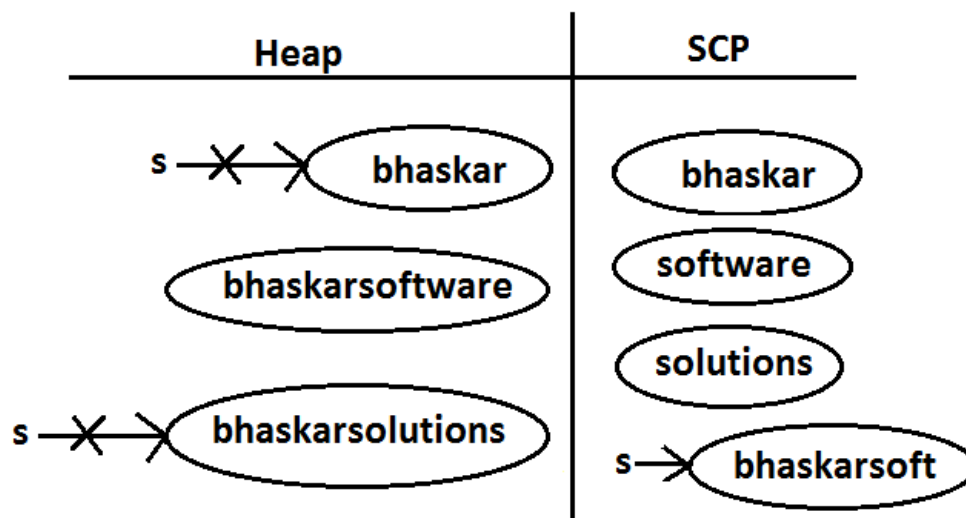 Heap SCP
s bhaskar bhaskar
bhaskarsoftware software
solutions
s bhaskarsolutions
s bhaskarsoft